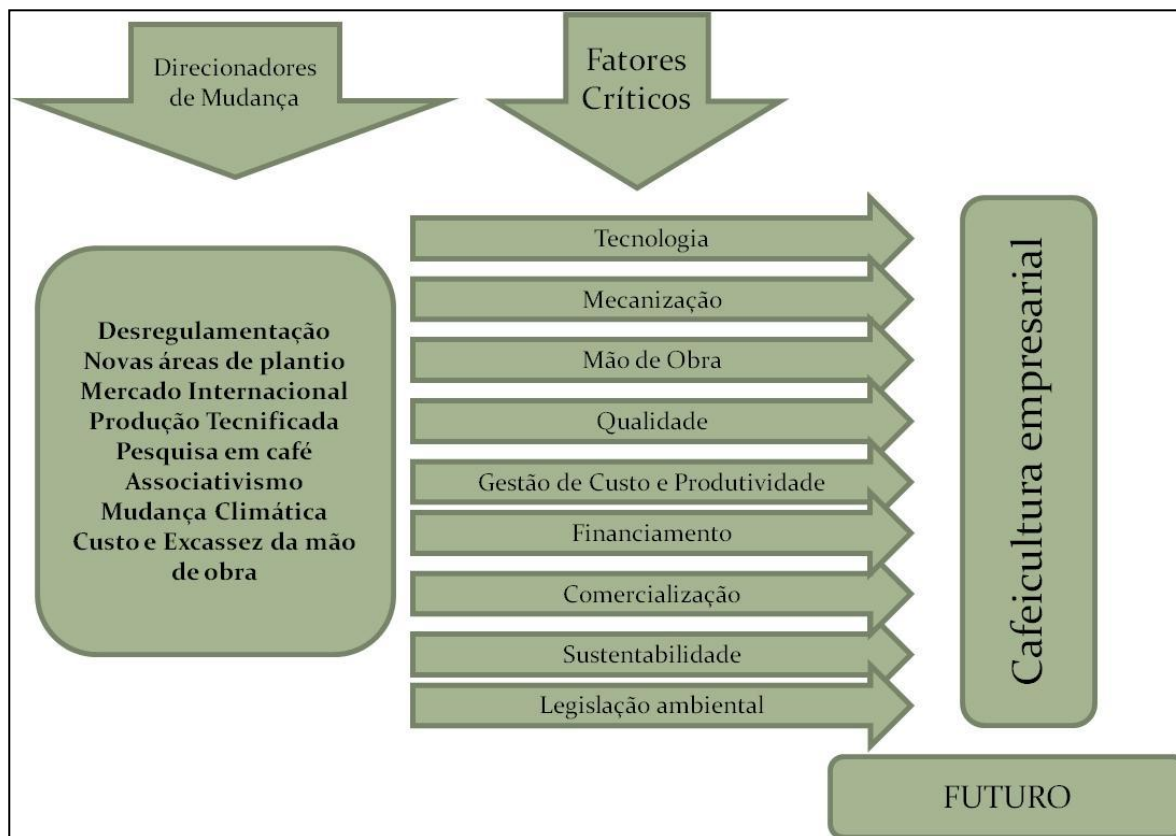 Direcionadores
de Mudança
Fatores
Críticos
Desregulamentação
Novas áreas de plantio
Mercado Internacional
Produção Tecnificada
Pesquisa em café
Associativismo
Mudança Climática
Custo e Excassez da mão
de obra
Tecnologia
Mecanização
Mão de Obra
Qualidade
Gestão de Custo e Produtividade
Financiamento
Comercialização
Sustentabilidade
Legislação ambiental
Cafeicultura empresarial
FUTURO